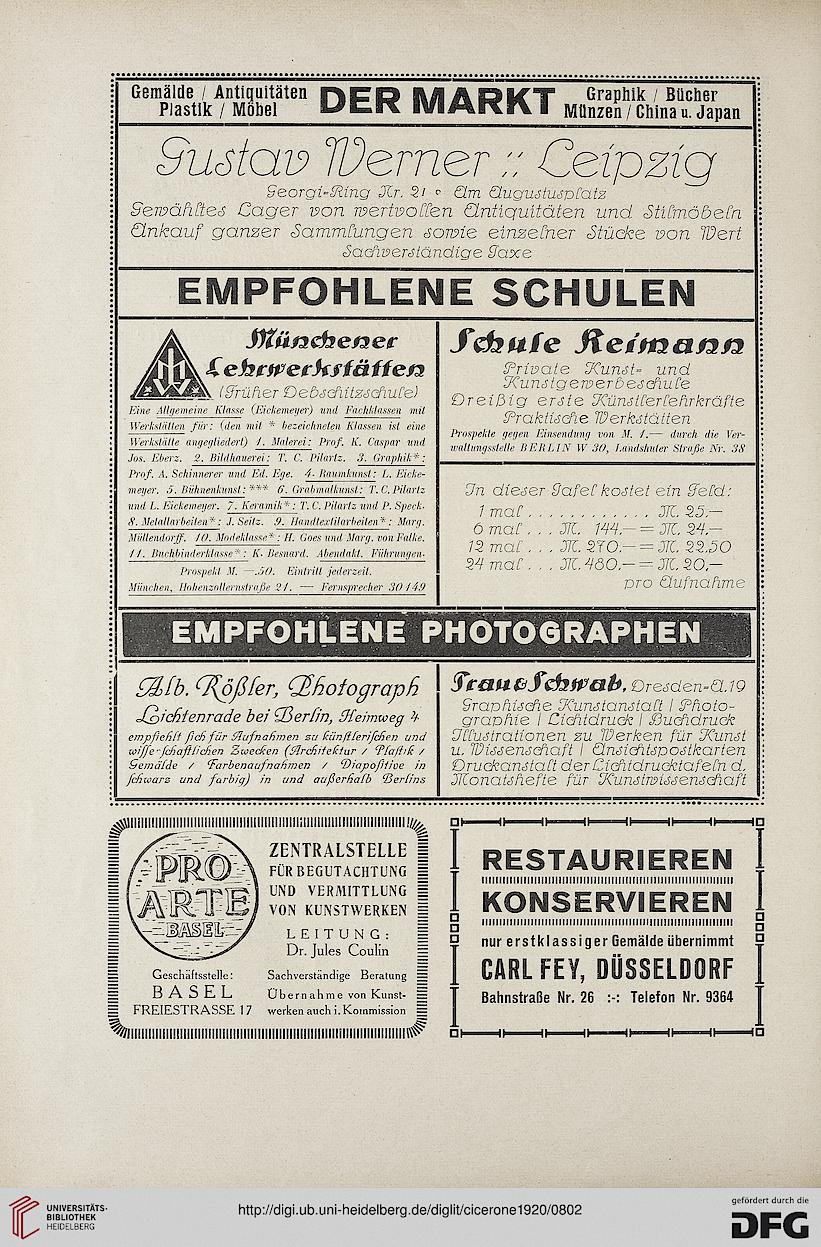 Gemälde / Antiquitäten
Plastik / Möbel
DER MARKT
Graphik / Bücher
Münzen / China u. Japan
Gustav Werner :: Leipzig
Georgi-Ring Nr. 21 ° Am Augustusplatz
Gewähltes Lager von wertvollen Antiquitäten und Stilmöbeln
Ankauf ganzer Sammlungen sowie einzelner Stücke von Wert
Sachverständige Taxe
EMPFOHLENE SCHULEN
Münchener
Lehrwerkstätten
(Früher Debschitzschule)
Eine Allgemeine Klasse (Eickemeyer) und Fachklassen mit
Werkstätten für: (den mit * bezeichneten Klassen ist eine
Werkstätte angegliedert) 1. Malerei: Prof. K. Caspar und
Jos. Eberz. 2. Bildhauerei: T. C. Pilartz. 3. Graphik*:
Prof. A. Schinnerer und Ed. Ege. 4. Raumkunst: L. Eicke-
meyer. 5. Bühnenkunst: *** 6. Grabmalkunst: T. C. Pilartz
und L. Eickemeyer. 7. Keramik*: T. C. Pilartz und P. Speck.
8. Metallarbeiten*: J. Seitz. 9. Handtextilarbeiten*: Marg.
Müllendorff. 10. Modeklasse*: H. Goes und Marg. von Falke.
11. Buchbinderklasse*: K. Besnard. Abendakt. Führungen.
Prospekt M. —.50. Eintritt jederzeit.
München, Hohenzollernstraße 21. — Fernsprecher 30149
Schule Reimann
Private Kunst- und
Kunstgewerbeschule
Dreißig erste Künstlerlehrkräfte
Praktische Werkstätten
Prospekte gegen Einsendung von M. 1.— durch die Ver-
waltungsstelle BERLIN W 30, Landshuter Straße Nr. 38
In dieser Tafel kostet ein Feld:
1 mal . . . . . . . . . . . . M. 25.—
6 mal . . . M. 144.— = M. 24.—
12 mal . . . M. 270.— = M. 22.50
24 mal . . . M. 480.— = M. 20.—
pro Aufnahme
EMPFOHLENE PHOTOGRAPHEN
Alb. Rößler, Photograph
Lichtenrade bei Berlin, Heimweg 4
empfiehlt sich für Aufnahmen zu künstlerischen und
wisse-schaftlichen Zwecken (Architektur / Plastik /
Gemälde / Farbenaufnahmen / Diapositive in
schwarz und farbig) in und außerhalb Berlins
Trau & Schwab, Dresden-A.19
Graphische Kunstanstalt | Photo-
graphie | Lichtdruck | Buchdruck
Illustrationen zu Werken für Kunst
u. Wissenschaft | Ansichtspostkarten
Druckanstalt der Lichtdrucktafeln d.
Monatshefte für Kunstwissenschaft
PRO
ARTE
BASEL
ZENTRALSTELLE
FÜR BEGUTACHTUNG
UND VERMITTLUNG
VON KUNSTWERKEN
LEITUNG:
Dr. Jules Coulin
Geschäftsstelle:
BASEL
FREIESTRASSE 17
Sachverständige Beratung
Übernahme von Kunst-
werken auch i. Kommission
RESTAURIEREN
KONSERVIEREN
nur erstklassiger Gemälde übernimmt
CARL FEY, DÜSSELDORF
Bahnstraße Nr. 26 :-: Telefon Nr. 9364
UNIVERSITÄTS-
BIBLIOTHEK
HEIDELBERG
http://digi.ub.uni-heidelberg.de/diglit/cicerone1920/0802
gefördert durch die
DFG